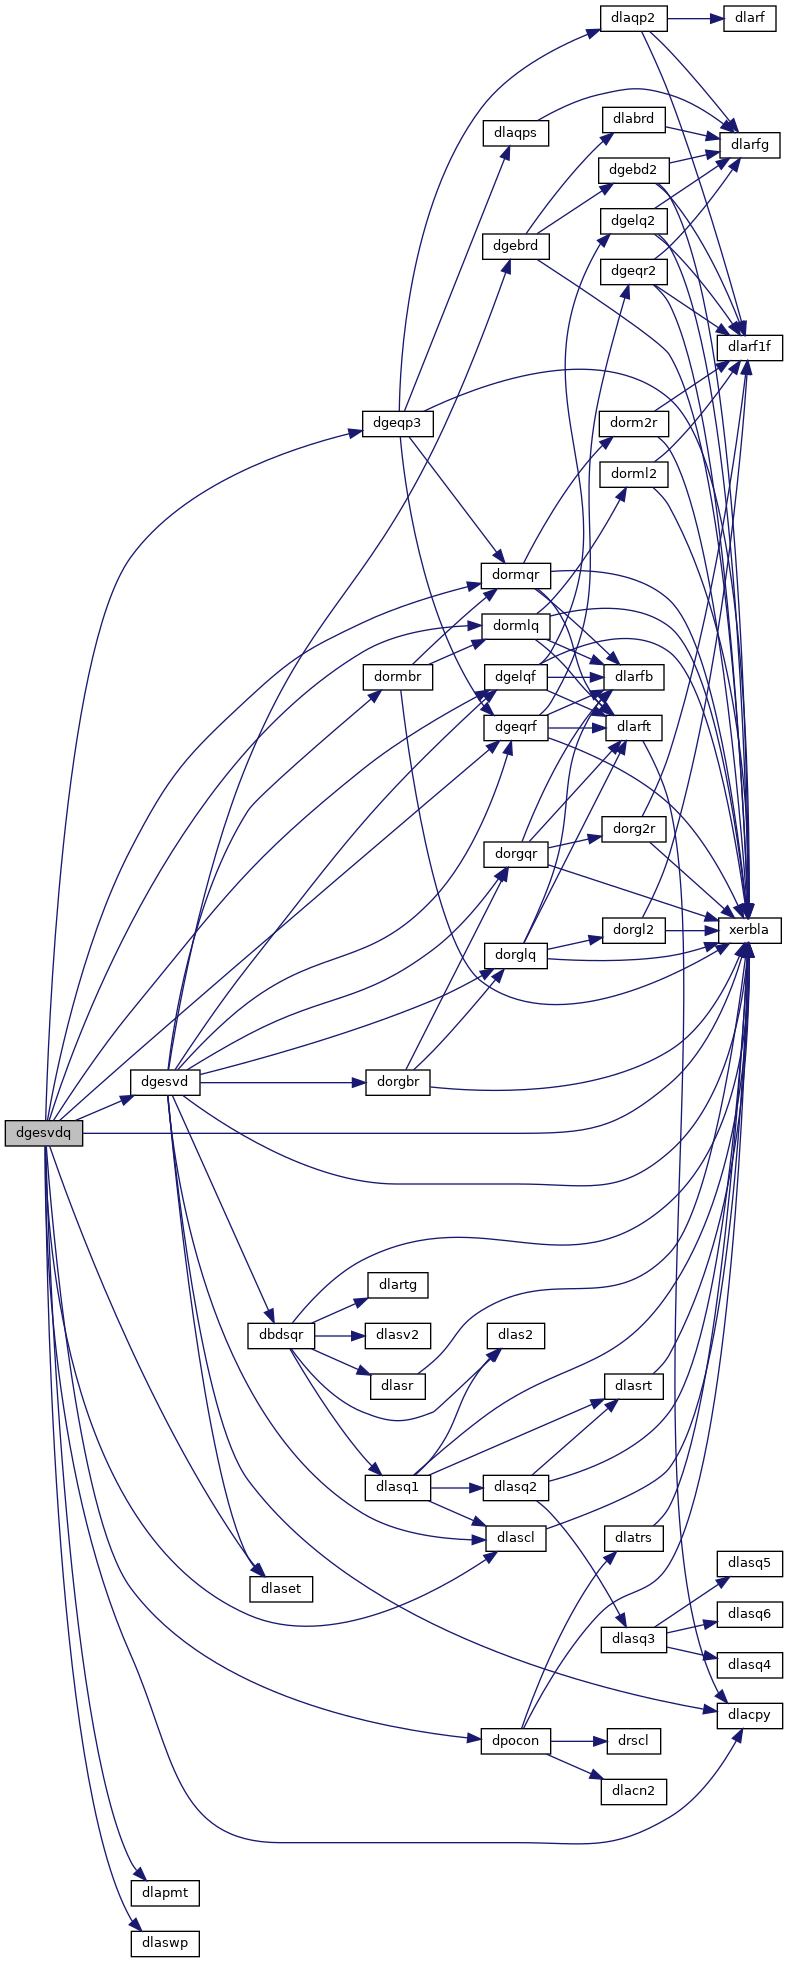 dlaqp2
dlarf
dlabrd
dlaqps
dlarfg
dgebd2
dgelq2
dgebrd
dgeqr2
dlarf1f
dgeqp3
dorm2r
dorml2
dormqr
dormlq
dormbr
dgelqf
dlarfb
dgeqrf
dlarft
dorg2r
dorgqr
dorgl2
xerbla
dorglq
dgesvd
dorgbr
dgesvdq
dlartg
dbdsqr
dlasv2
dlas2
dlasr
dlasrt
dlasq1
dlasq2
dlascl
dlatrs
dlasq5
dlaset
dlasq6
dlasq3
dlasq4
dlacpy
dpocon
drscl
dlacn2
dlapmt
dlaswp